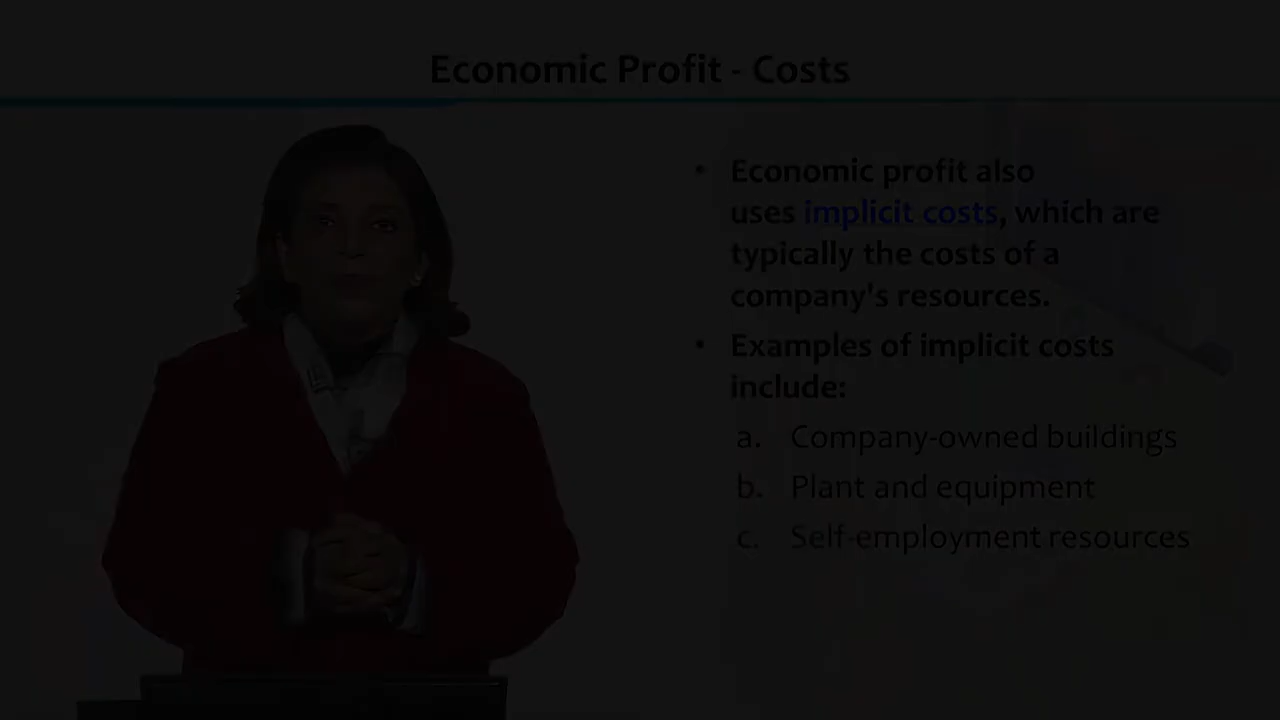 Economic Profit - Costs
• Economic profit also
uses implicit costs, which are
typically the costs of a
company's resources.
• Examples of implicit costs
include:
a. Company-owned buildings
b. Plant and equipment
c. Self-employment resources